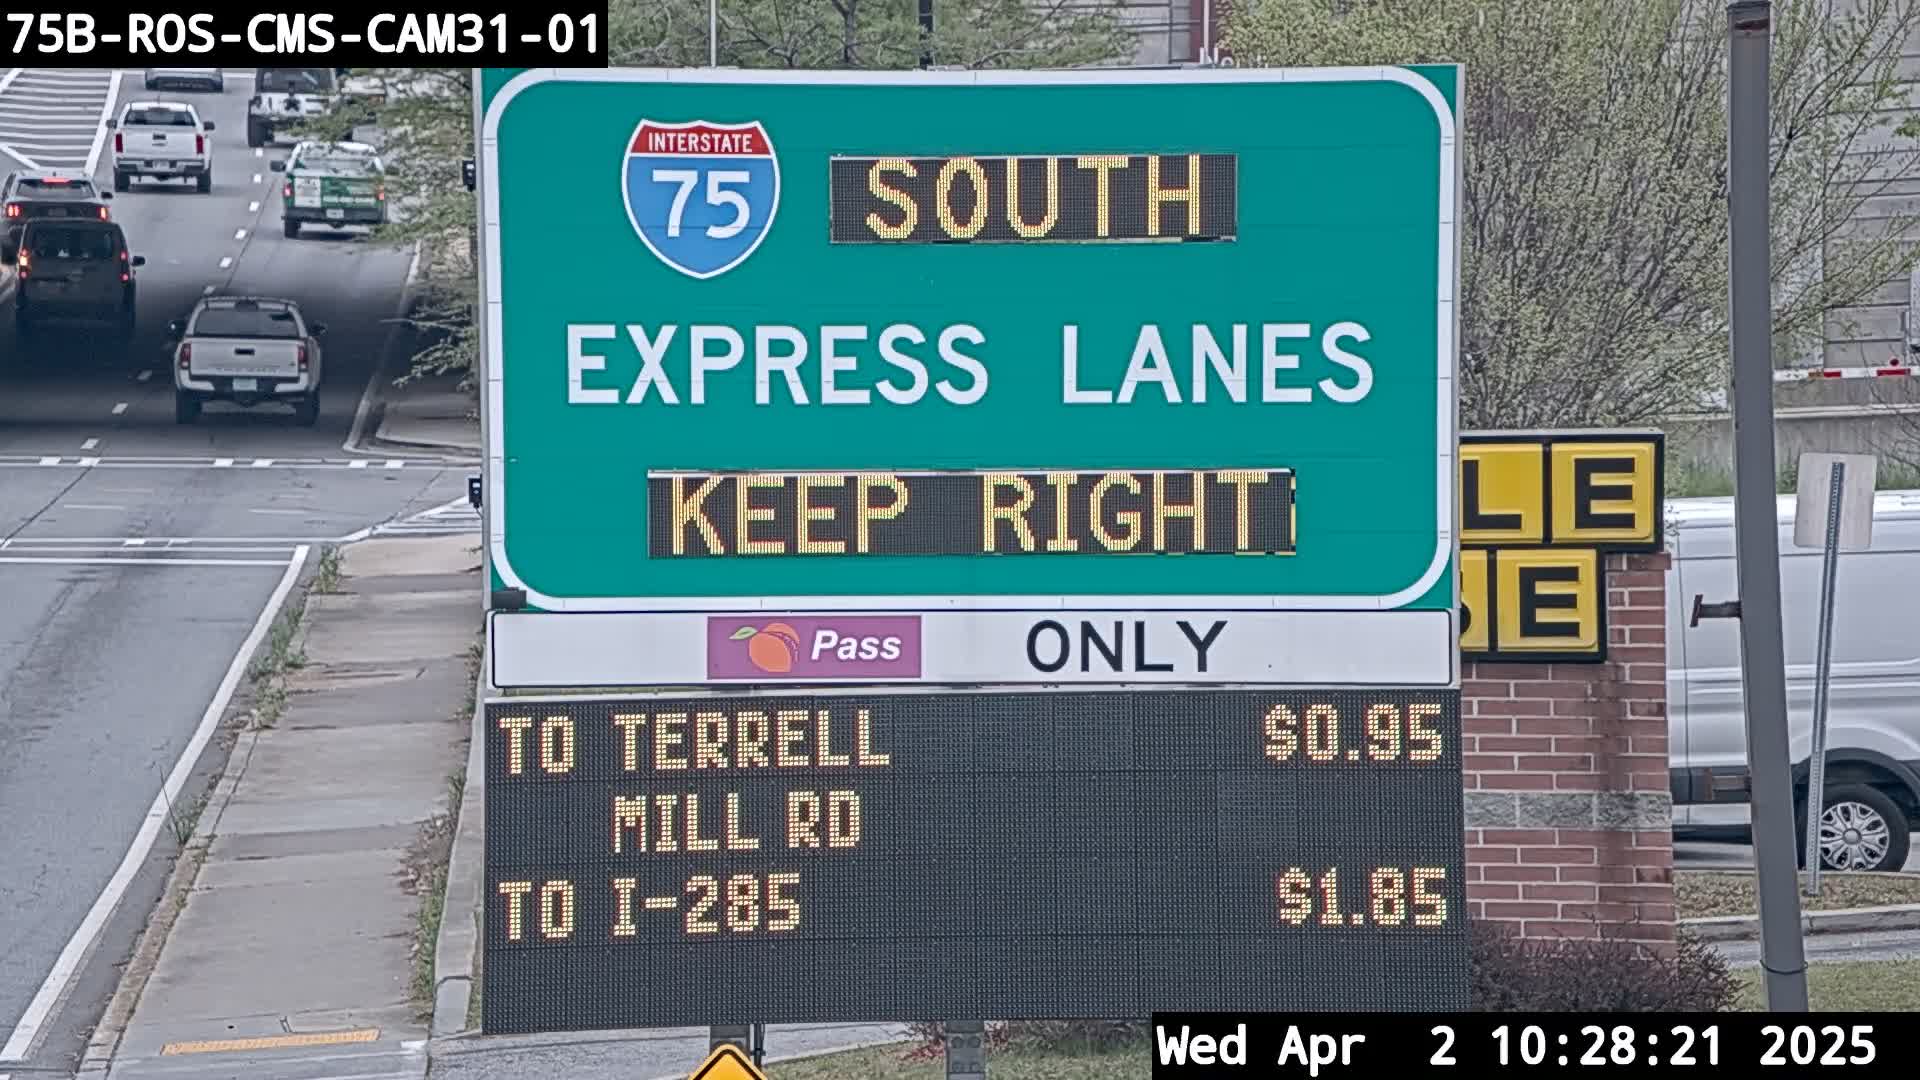 75B-ROS-CMS-CAM31-01
INTERSTATE
75
SOUTH
EXPRESS LANES
KEEP RIGHT
Pass
ONLY
TO TERRELL $0.95
MILL RD
TO I-285 $1.85
LE
E
Wed Apr 2 10:28:21 2025